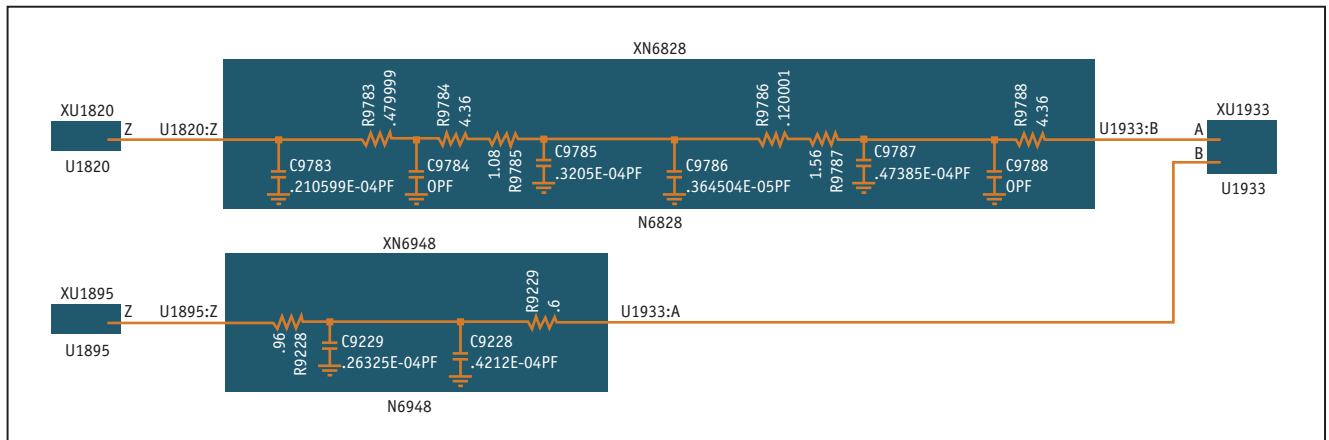 XN6828
XU1820
Z
U1820:Z
U1820
R9783
.479999
R9784
4.36
1.08
R9785
R9786
.120001
1.56
R9787
R9788
4.36
C9783
.210599E-04PF
C9784
0PF
C9785
.3205E-04PF
C9786
.364504E-05PF
C9787
.47385E-04PF
C9788
0PF
N6828
U1933:B
XU1933
A
B
U1933
XN6948
XU1895
Z
U1895:Z
U1895
.96
R9228
C9229
.26325E-04PF
C9228
.4212E-04PF
R9229
.6
U1933:A
N6948